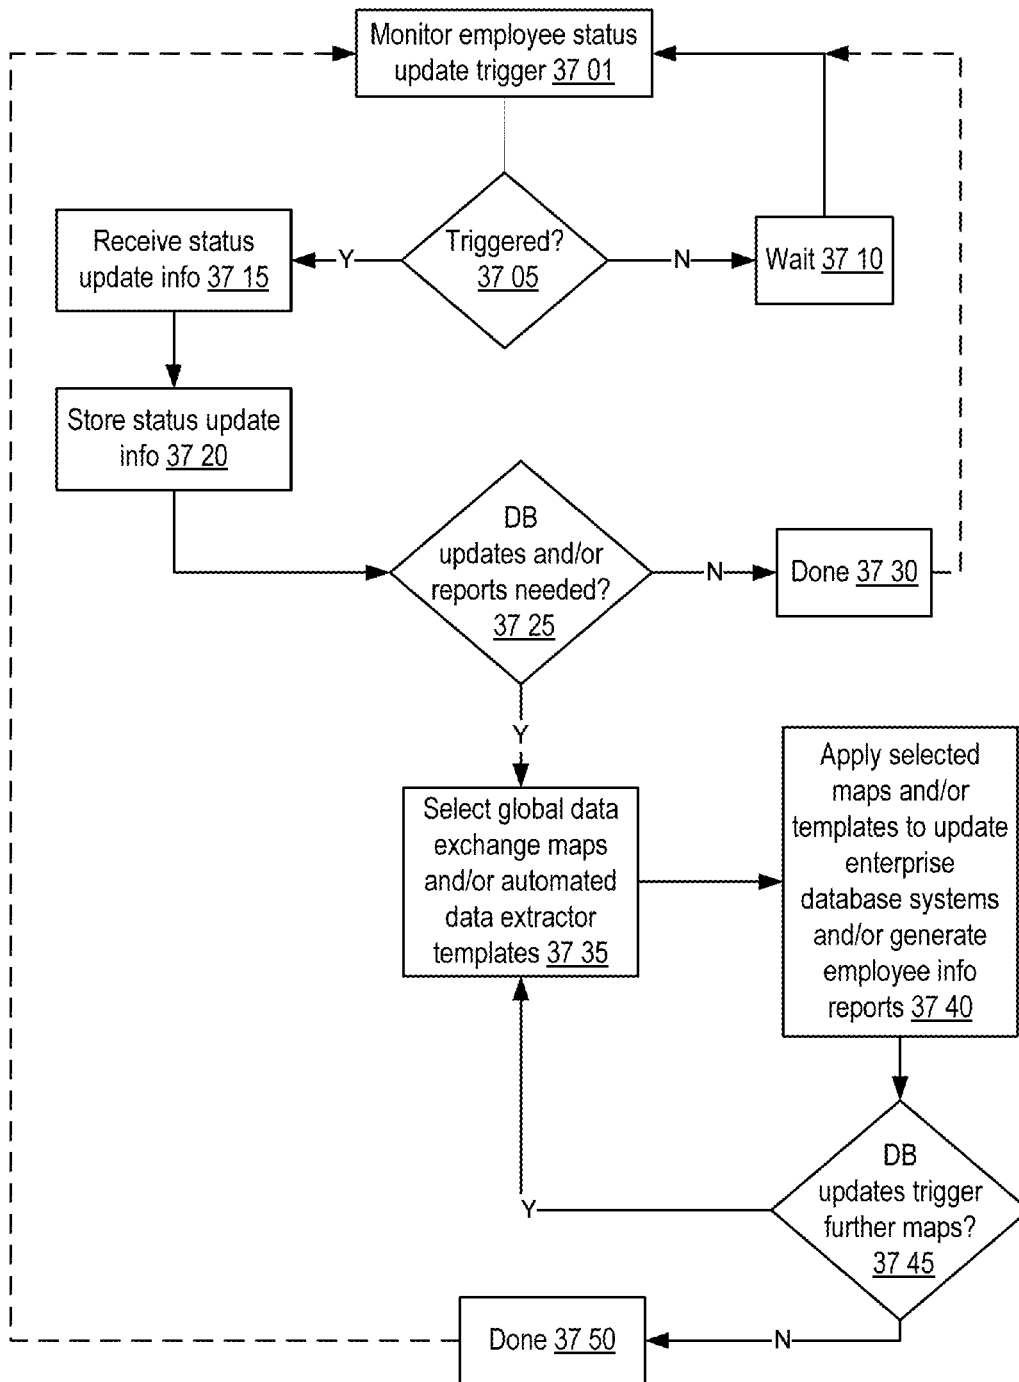 Monitor employee status
update trigger 37 01
Triggered?
37 05
Y
N
Receive status
update info 37 15
Wait 37 10
Store status update
info 37 20
DB
updates and/or
reports needed?
37 25
N
Done 37 30
Y
Select global data
exchange maps
and/or automated
data extractor
templates 37 35
Apply selected
maps and/or
templates to update
enterprise
database systems
and/or generate
employee info
reports 37 40
DB
updates trigger
further maps?
37 45
Y
N
Done 37 50